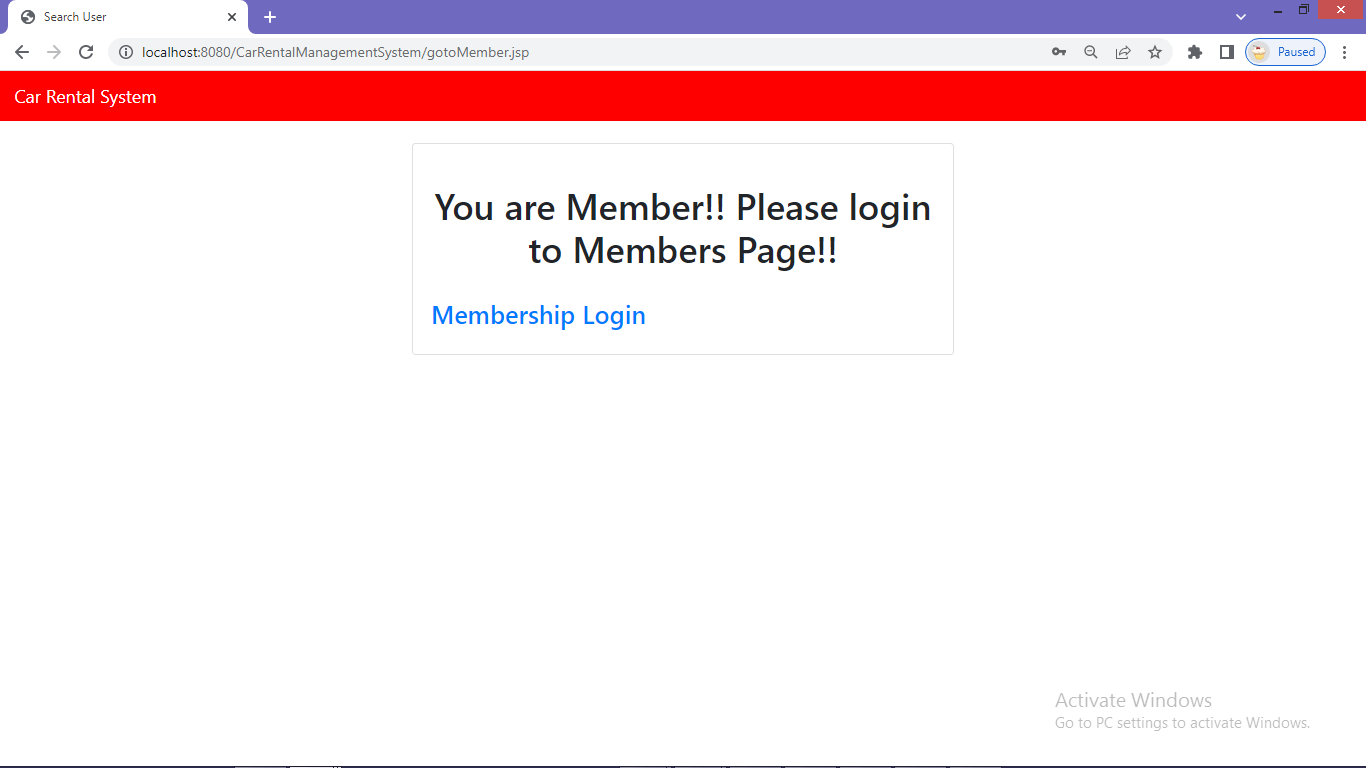 Search User
localhost:8080/CarRentalManagementSystem/gotoMember.jsp
Paused
Car Rental System
You are Member!! Please login
to Members Page!!
Membership Login
Activate Windows
Go to PC settings to activate Windows.